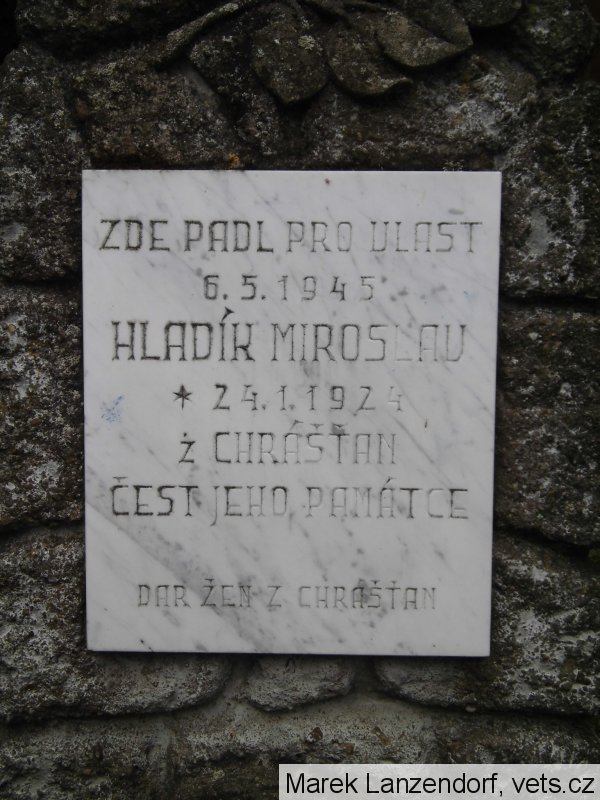 ZDE PADL PRO VLAST
6.5.1945
HLADÍK MIROSLAV
* 24.1.1924
ż CHRÁŠŤAN
ČEST JEHO PAMÁTCE
DAR ŽEN Z CHRÁŠŤAN
Marek Lanzendorf, vets.cz